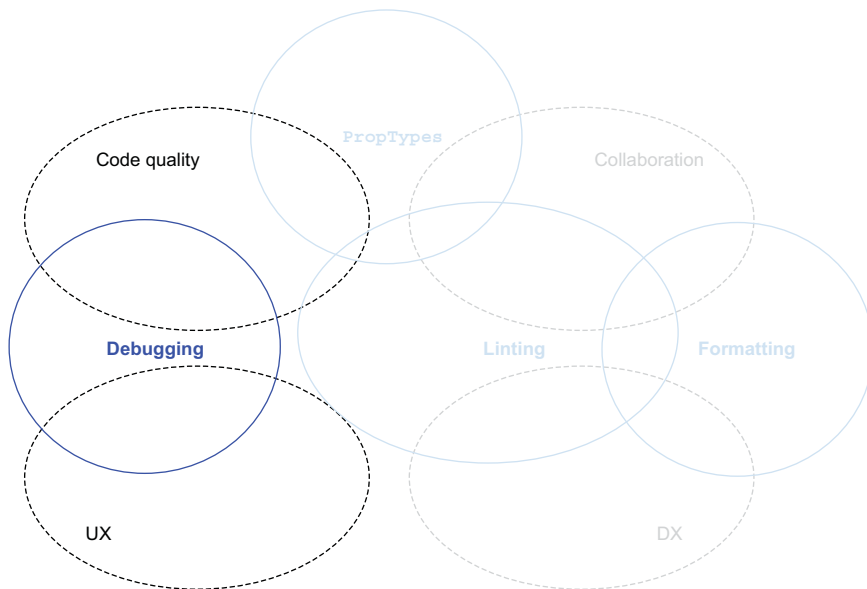 PropTypes
Code quality
Collaboration
Debugging
Linting
Formatting
UX
DX